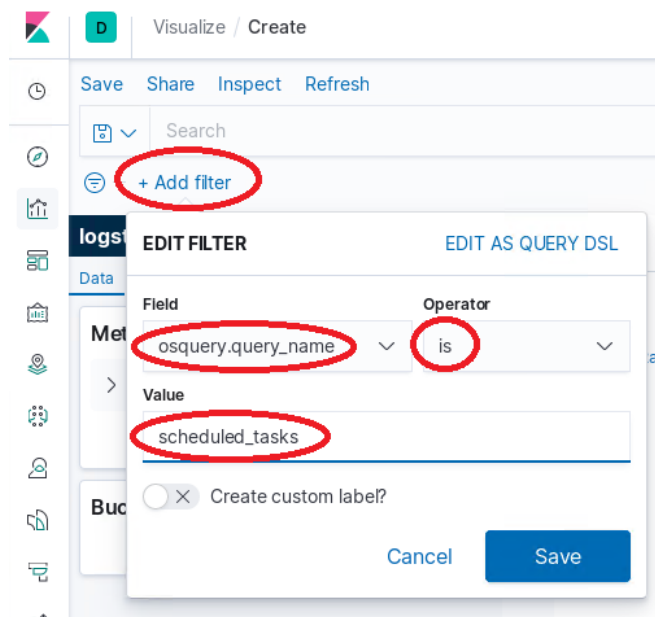 D Visualize / Create
Save Share Inspect Refresh
Search
+ Add filter
logst
EDIT FILTER EDIT AS QUERY DSL
Data
Field Operator
Met
osquery.query_name is
Value
scheduled_tasks
Create custom label?
Buc
Cancel Save